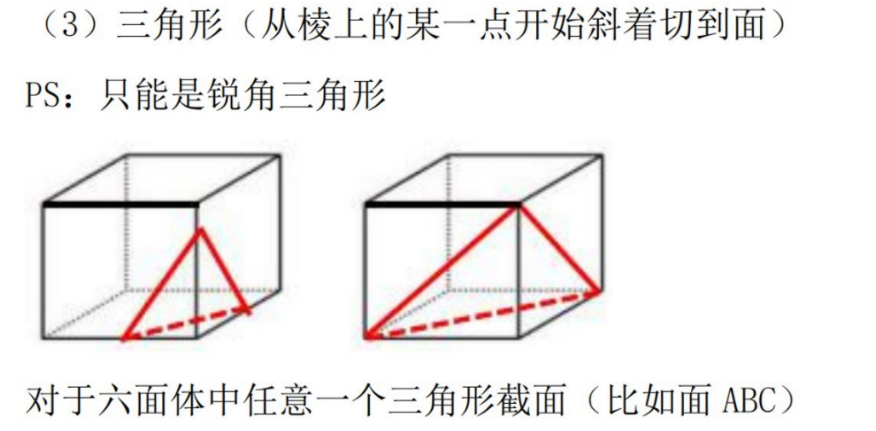 （3）三角形（从棱上的某一点开始斜着切到面）
PS：只能是锐角三角形
对于六面体中任意一个三角形截面（比如面 ABC）